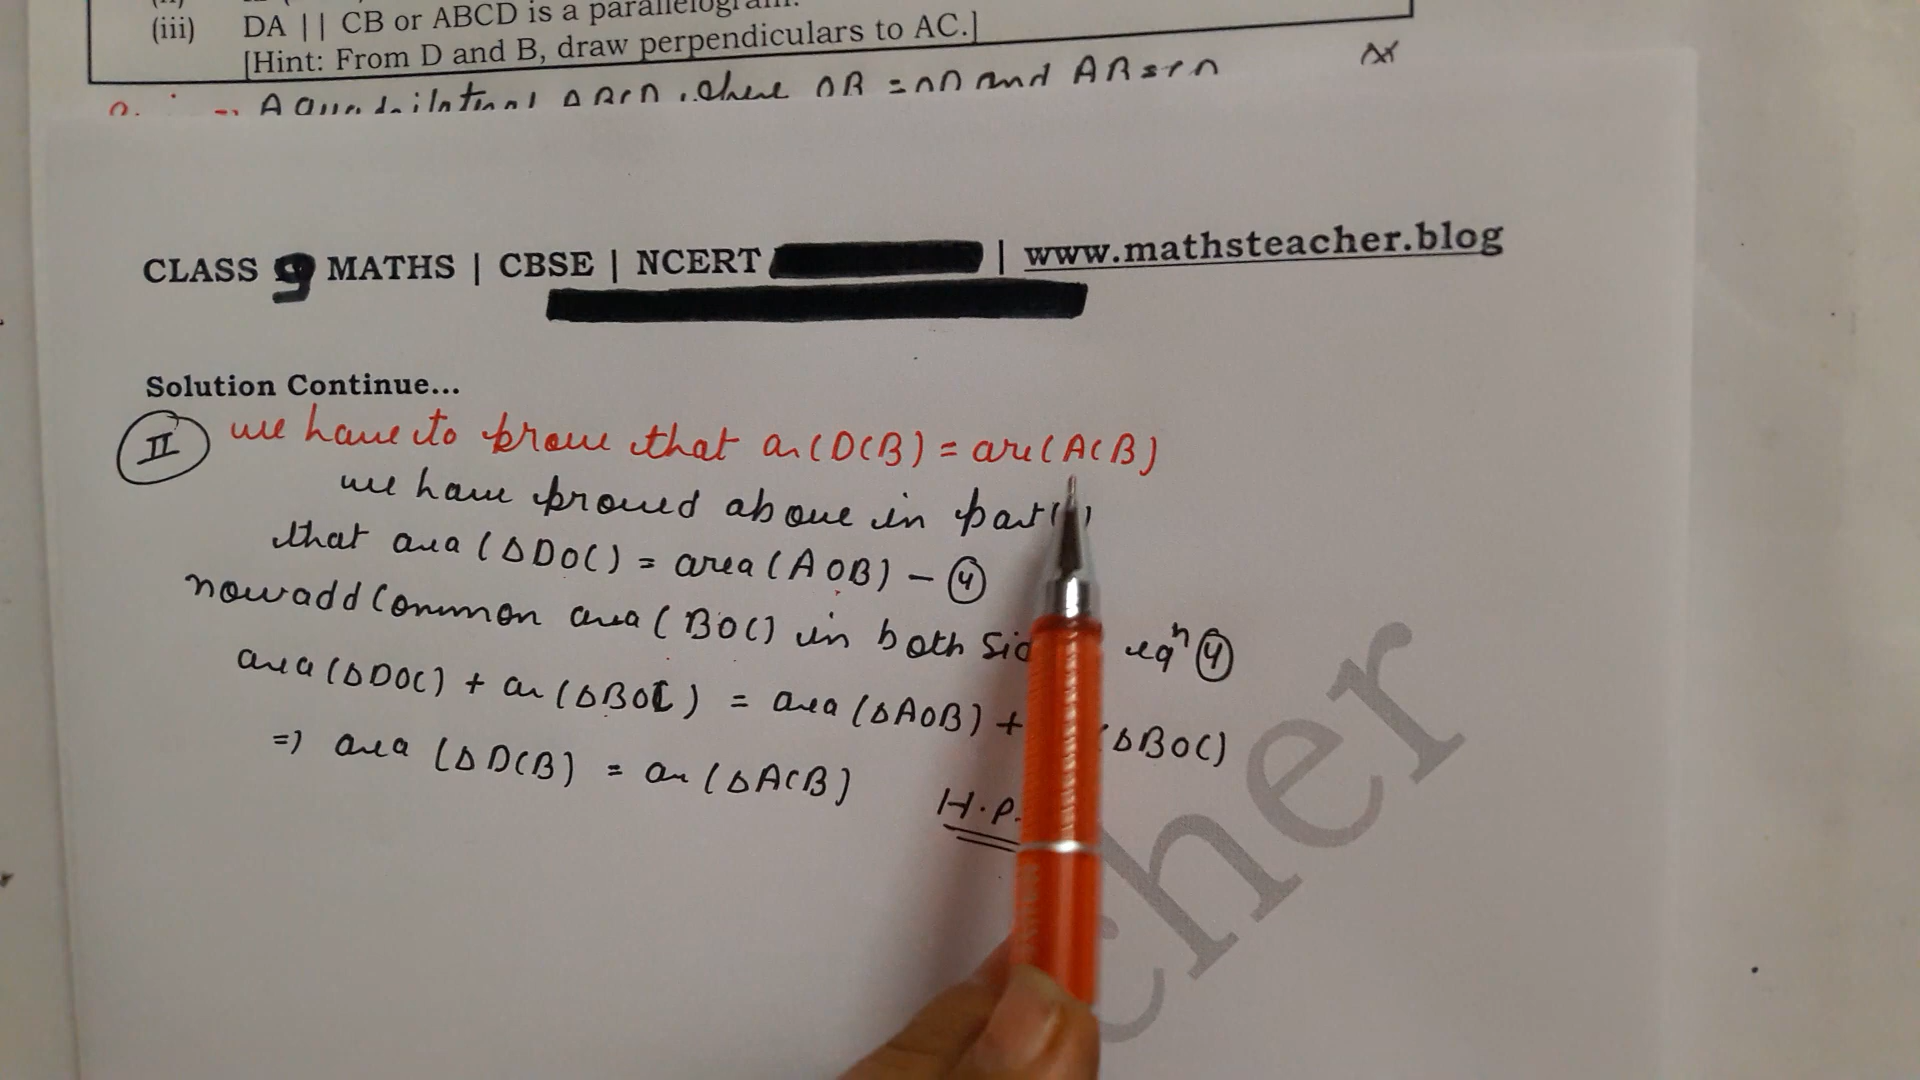 (iii) DA || CB or ABCD is a parallelogram.
[Hint: From D and B, draw perpendiculars to AC.]
CLASS 9 MATHS | CBSE | NCERT | www.mathsteacher.blog
Solution Continue...
II we have to prove that ar(DCB) = are(ACB)
we have proved above in part
that area (ΔDOC) = area (AOB) - 4
now add Common area (BOC) in both eqⁿ 4
area (ΔDOC) + ar (ΔBOC) = area (ΔAOB) + (ΔBOC)
=) area (ΔDCB) = ar (ΔACB)
H.P.
cher